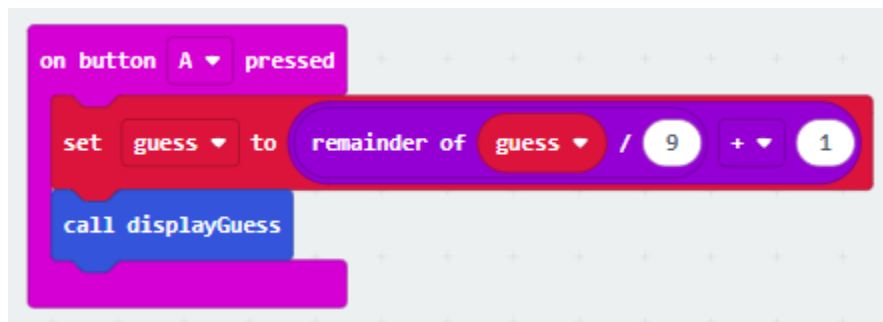 on button A pressed
set guess to remainder of guess / 9 + 1
call displayGuess